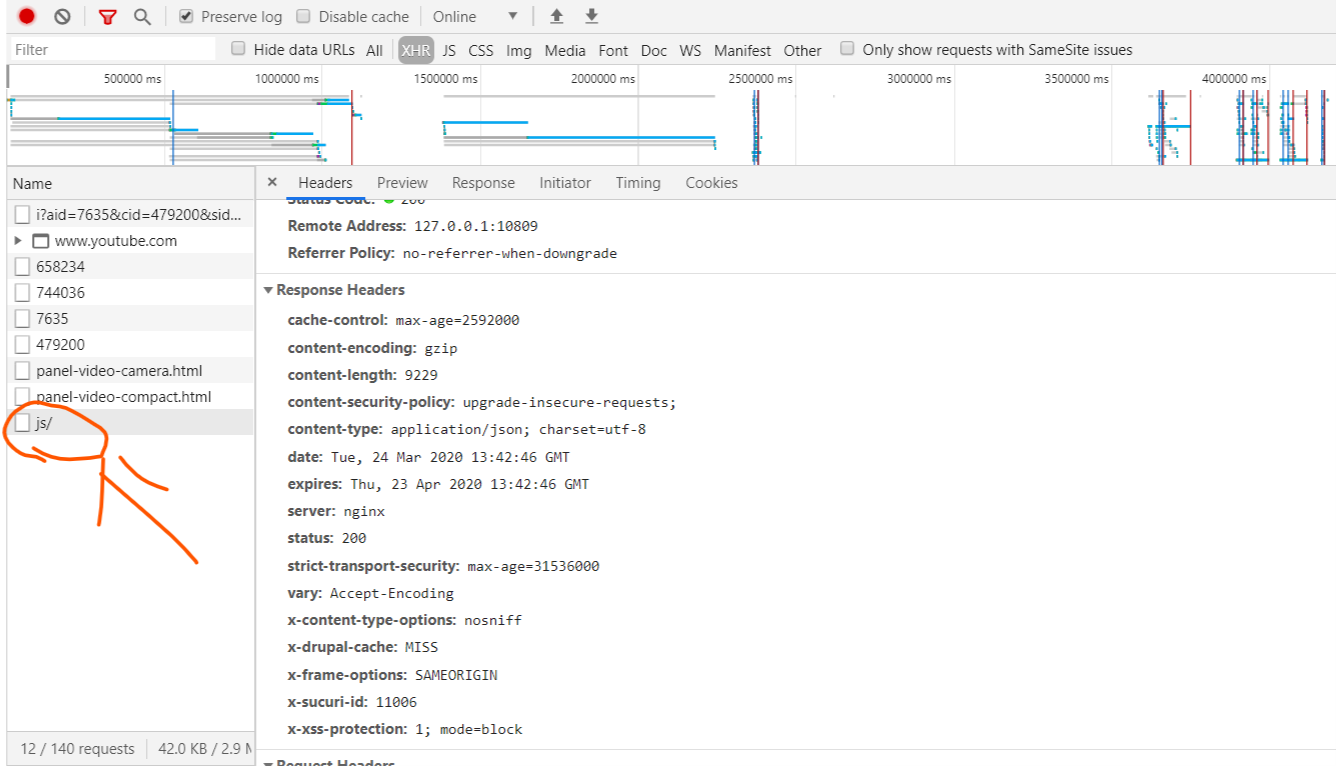 Preserve log Disable cache Online
Filter Hide data URLs All XHR JS CSS Img Media Font Doc WS Manifest Other Only show requests with SameSite issues
500000 ms 1000000 ms 1500000 ms 2000000 ms 2500000 ms 3000000 ms 3500000 ms 4000000 ms
Name
× Headers Preview Response Initiator Timing Cookies
i?aid=7635&cid=479200&sid...
www.youtube.com
658234
744036
7635
479200
panel-video-camera.html
panel-video-compact.html
js/
12 / 140 requests 42.0 KB / 2.9 M
Status Code: 200
Remote Address: 127.0.0.1:10809
Referrer Policy: no-referrer-when-downgrade
Response Headers
cache-control: max-age=2592000
content-encoding: gzip
content-length: 9229
content-security-policy: upgrade-insecure-requests;
content-type: application/json; charset=utf-8
date: Tue, 24 Mar 2020 13:42:46 GMT
expires: Thu, 23 Apr 2020 13:42:46 GMT
server: nginx
status: 200
strict-transport-security: max-age=31536000
vary: Accept-Encoding
x-content-type-options: nosniff
x-drupal-cache: MISS
x-frame-options: SAMEORIGIN
x-sucuri-id: 11006
x-xss-protection: 1; mode=block
Request Headers